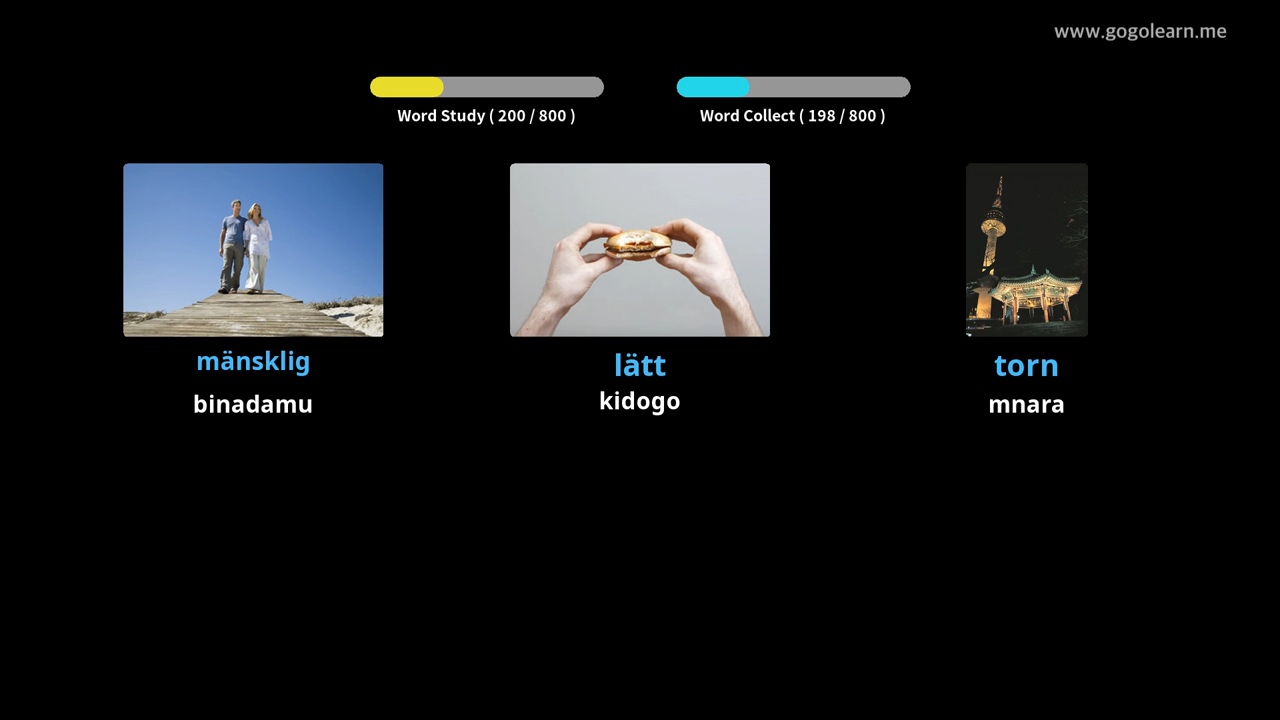 www.gogolearn.me
Word Study ( 200 / 800 )
Word Collect ( 198 / 800 )
mänsklig
binadamu
lätt
kidogo
torn
mnara